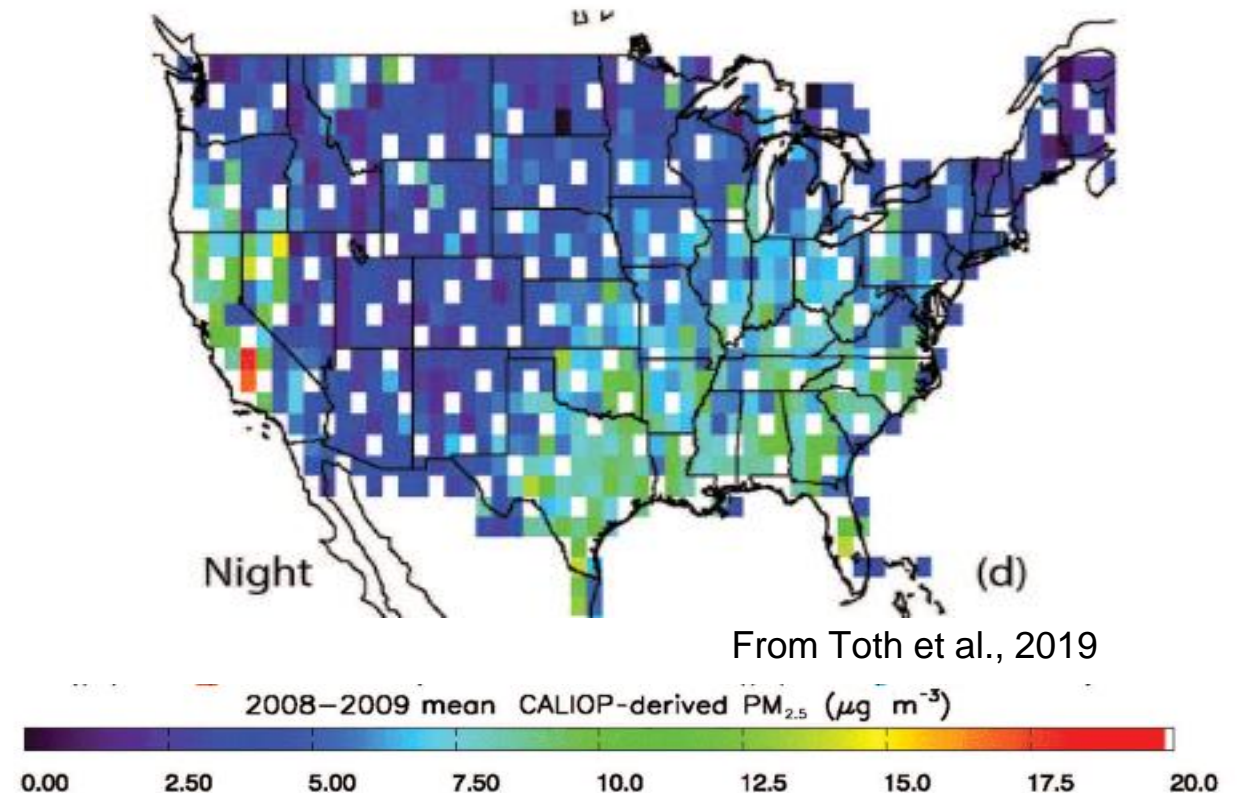 Night
(d)
From Toth et al., 2019
2008–2009 mean CALIOP-derived PM2.5 (μg m−3)
0.00 2.50 5.00 7.50 10.0 12.5 15.0 17.5 20.0